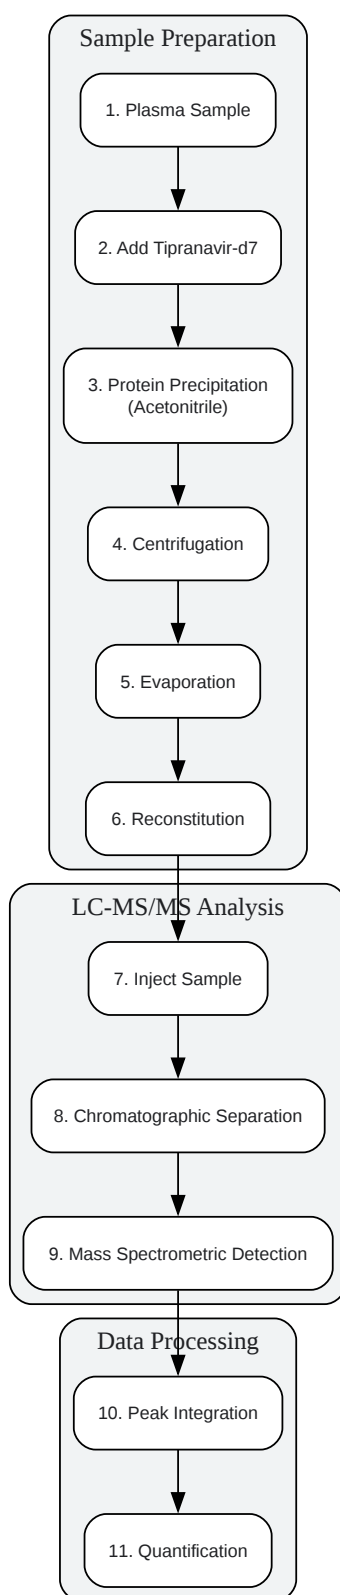 Sample Preparation
1. Plasma Sample
2. Add Tipranavir-d7
3. Protein Precipitation
(Acetonitrile)
4. Centrifugation
5. Evaporation
6. Reconstitution
LC-MS/MS Analysis
7. Inject Sample
8. Chromatographic Separation
9. Mass Spectrometric Detection
Data Processing
10. Peak Integration
11. Quantification